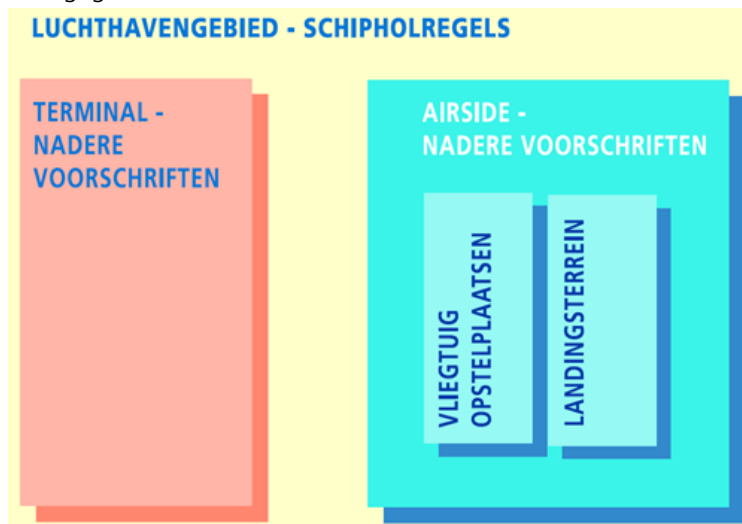 LUCHTHAVENGEBIED - SCHIPHOLREGELS
TERMINAL -
NADERE
VOORSCHRIFTEN
AIRSIDE -
NADERE VOORSCHRIFTEN
VLIEGTUIG
OPSTELPLAATSEN
LANDINGSTERREIN